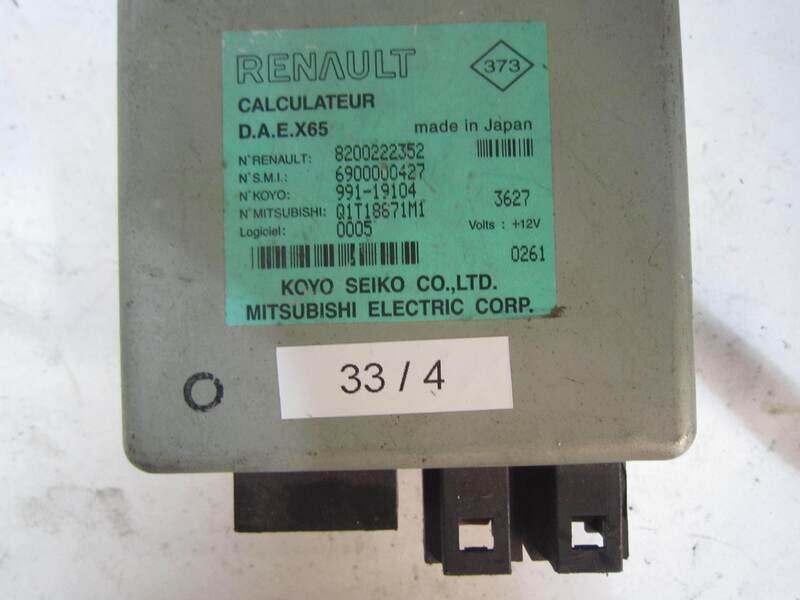 RENAULT
373
CALCULATEUR
D.A.E.X65 made in Japan
N°RENAULT: 8200222352
N°S.M.I.: 6900000427
N°KOYO: 991-19104 3627
N°MITSUBISHI: Q1T18671M1 Volts : +12V
Logiciel: 0005
0261
KOYO SEIKO CO.,LTD.
MITSUBISHI ELECTRIC CORP.
33 / 4